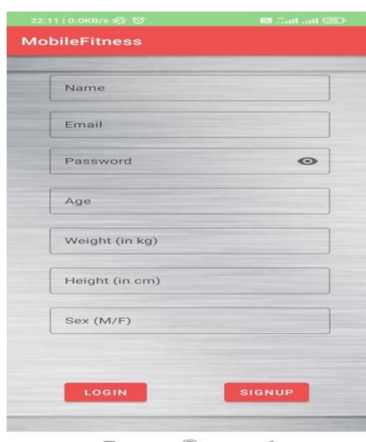 22:11 | 0.0KB/s
MobileFitness
Name
Email
Password
Age
Weight (in kg)
Height (in cm)
Sex (M/F)
LOGIN SIGNUP